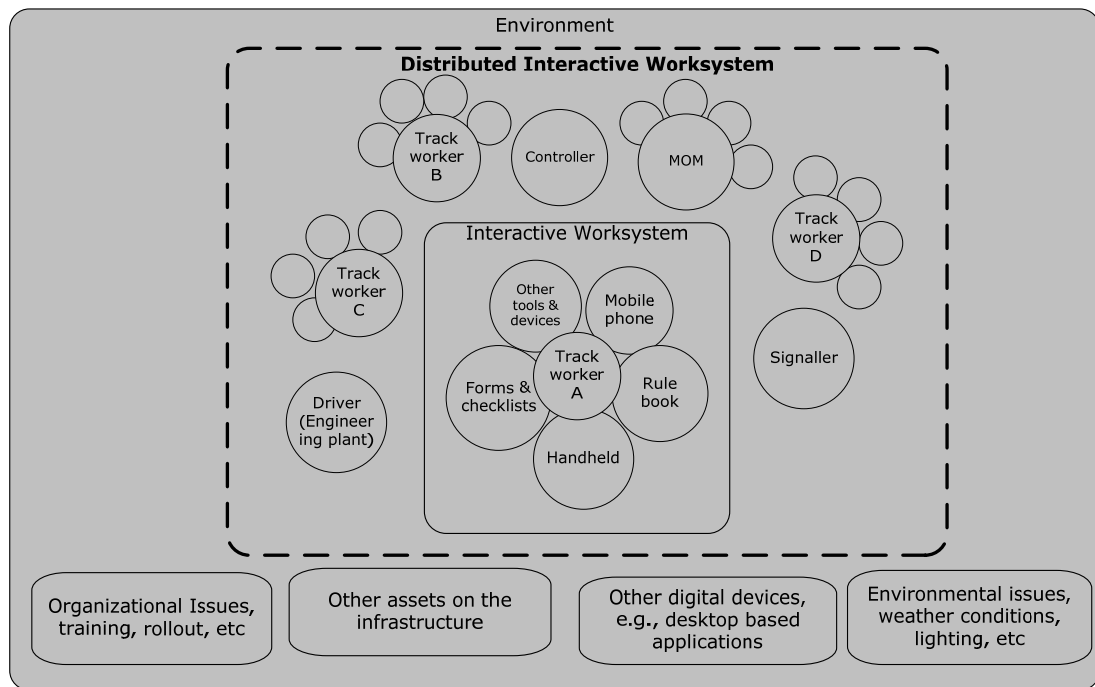 Environment
Distributed Interactive Worksystem
Track
worker
B
Controller
MOM
Track
worker
D
Track
worker
C
Interactive Worksystem
Other
tools &
devices
Mobile
phone
Track
worker
A
Forms &
checklists
Rule
book
Handheld
Signaller
Driver
(Engineer
ing plant)
Organizational Issues,
training, rollout, etc
Other assets on the
infrastructure
Other digital devices,
e.g., desktop based
applications
Environmental issues,
weather conditions,
lighting, etc